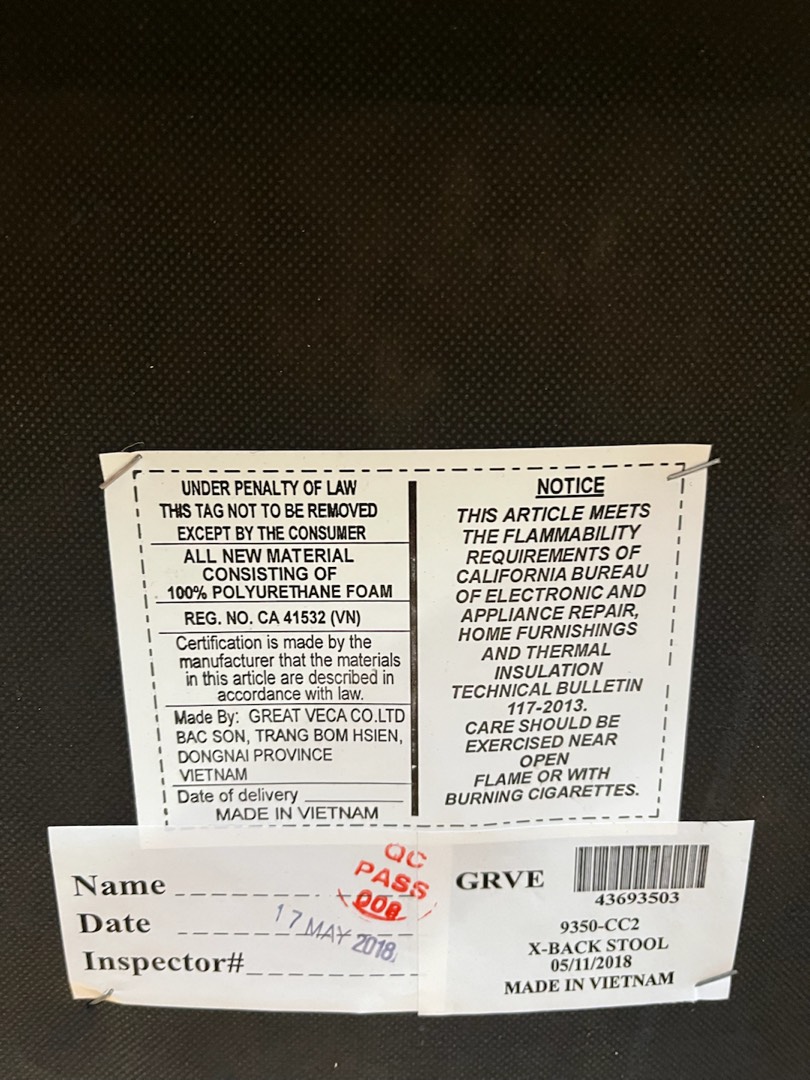 UNDER PENALTY OF LAW
THIS TAG NOT TO BE REMOVED
EXCEPT BY THE CONSUMER
ALL NEW MATERIAL
CONSISTING OF
100% POLYURETHANE FOAM
REG. NO. CA 41532 (VN)
Certification is made by the
manufacturer that the materials
in this article are described in
accordance with law.
Made By: GREAT VECA CO.LTD
BAC SON, TRANG BOM HSIEN,
DONGNAI PROVINCE
VIETNAM
Date of delivery
MADE IN VIETNAM
NOTICE
THIS ARTICLE MEETS
THE FLAMMABILITY
REQUIREMENTS OF
CALIFORNIA BUREAU
OF ELECTRONIC AND
APPLIANCE REPAIR,
HOME FURNISHINGS
AND THERMAL
INSULATION
TECHNICAL BULLETIN
117-2013.
CARE SHOULD BE
EXERCISED NEAR
OPEN
FLAME OR WITH
BURNING CIGARETTES.
Name
Date
17 MAY 2018
Inspector#
QC
PASS
008
GRVE
43693503
9350-CC2
X-BACK STOOL
05/11/2018
MADE IN VIETNAM